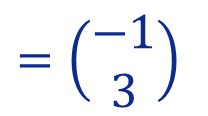 = (−1
3)